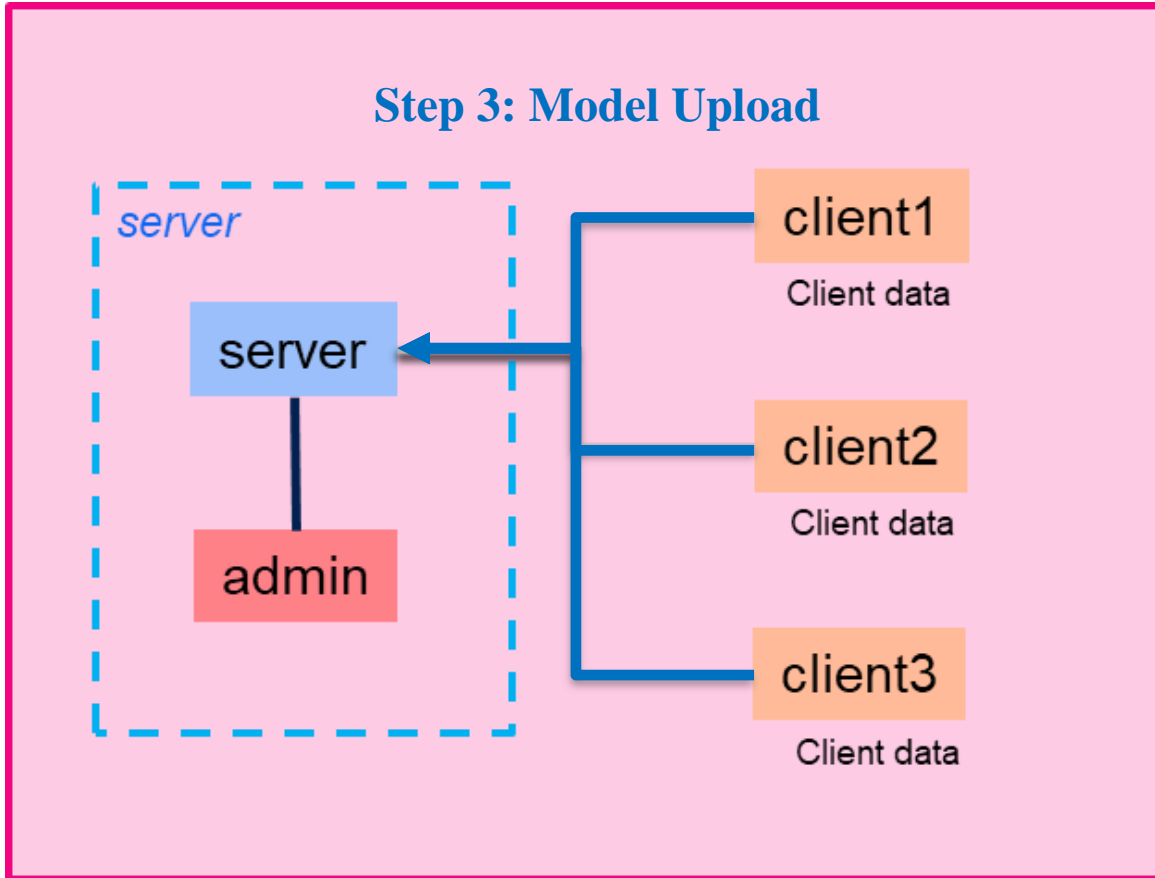 Step 3: Model Upload
server
server
admin
client1
Client data
client2
Client data
client3
Client data